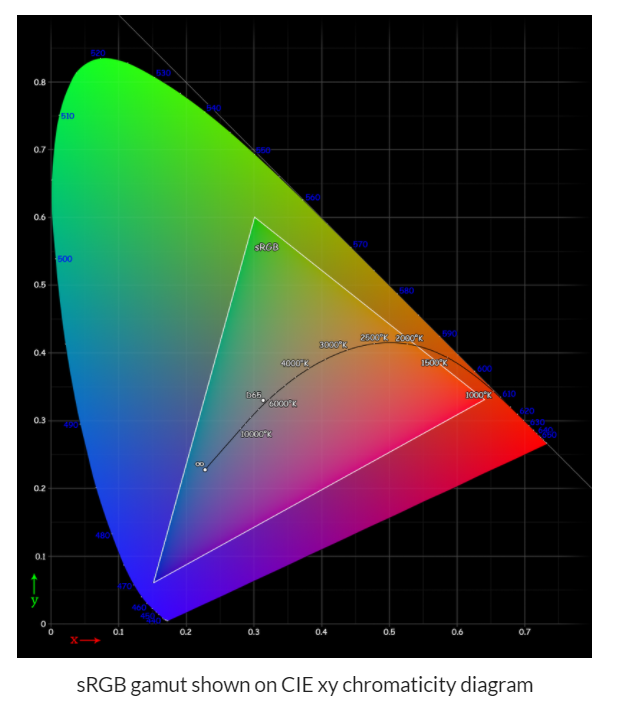 520
530
0.8
540
510
0.7
550
560
0.6
570
sRGB
500
0.5
580
590
2500°K 2000°K
3000°K
0.4
4000°K
1500°K
600
D65
1000°K
610
6000°K
620
0.3
10000°K
∞
0.2
480
0.1
470
460
y
0
0 0.1 0.2 0.3 0.4 0.5 0.6 0.7
x
sRGB gamut shown on CIE xy chromaticity diagram